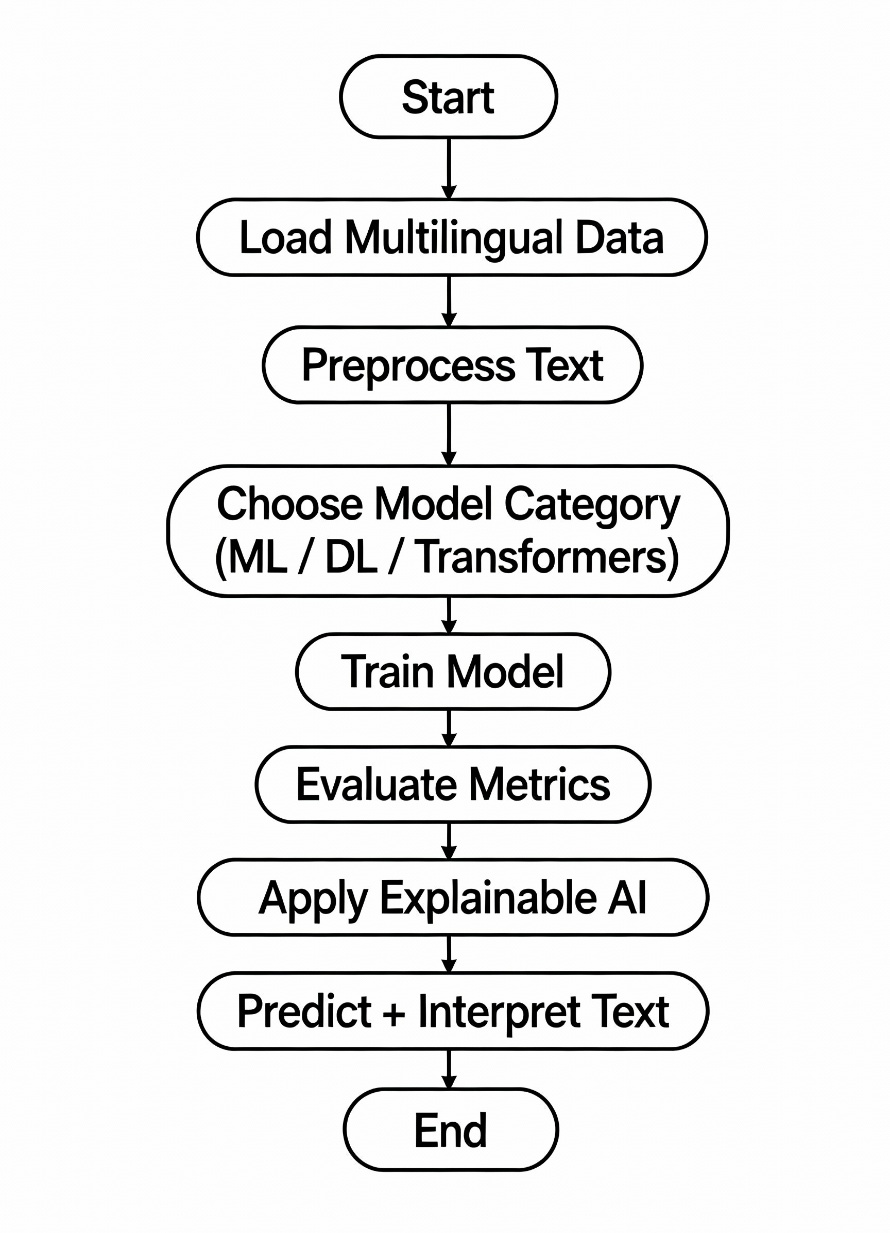 Start
Load Multilingual Data
Preprocess Text
Choose Model Category
(ML / DL / Transformers)
Train Model
Evaluate Metrics
Apply Explainable AI
Predict + Interpret Text
End